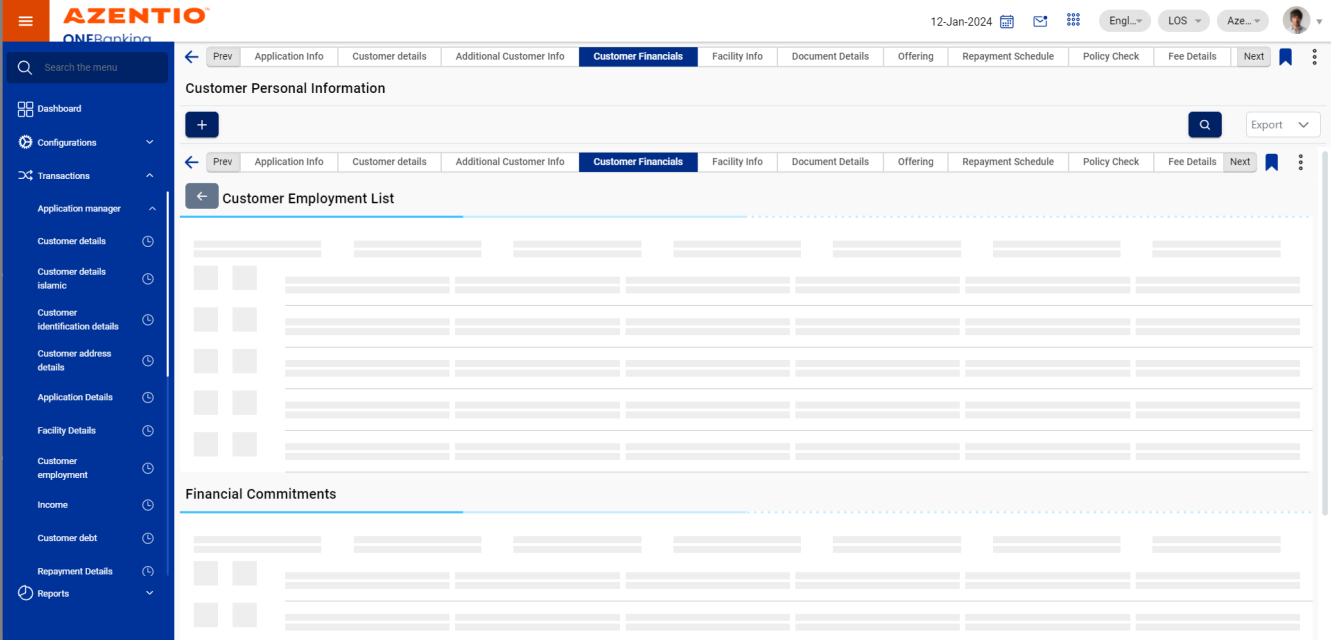 AZENTIO
ONEBanking
12-Jan-2024
Engl...
LOS
Aze...
Search the menu
Dashboard
Configurations
Transactions
Application manager
Customer details
Customer details
islamic
Customer
identification details
Customer address
details
Application Details
Facility Details
Customer
employment
Income
Customer debt
Repayment Details
Reports
Prev Application Info Customer details Additional Customer Info Customer Financials Facility Info Document Details Offering Repayment Schedule Policy Check Fee Details Next
Customer Personal Information
+
Export
Prev Application Info Customer details Additional Customer Info Customer Financials Facility Info Document Details Offering Repayment Schedule Policy Check Fee Details Next
Customer Employment List
Financial Commitments